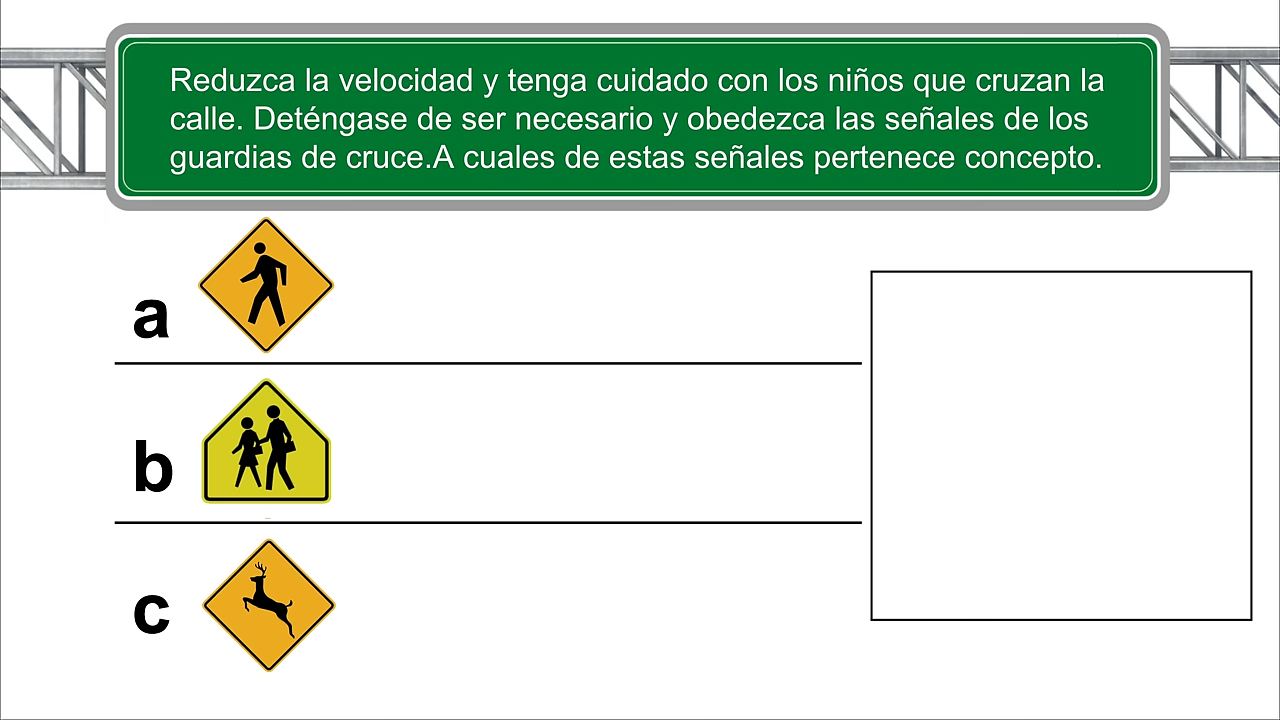 Reduzca la velocidad y tenga cuidado con los niños que cruzan la
calle. Deténgase de ser necesario y obedezca las señales de los
guardias de cruce.A cuales de estas señales pertenece concepto.
a
b
c